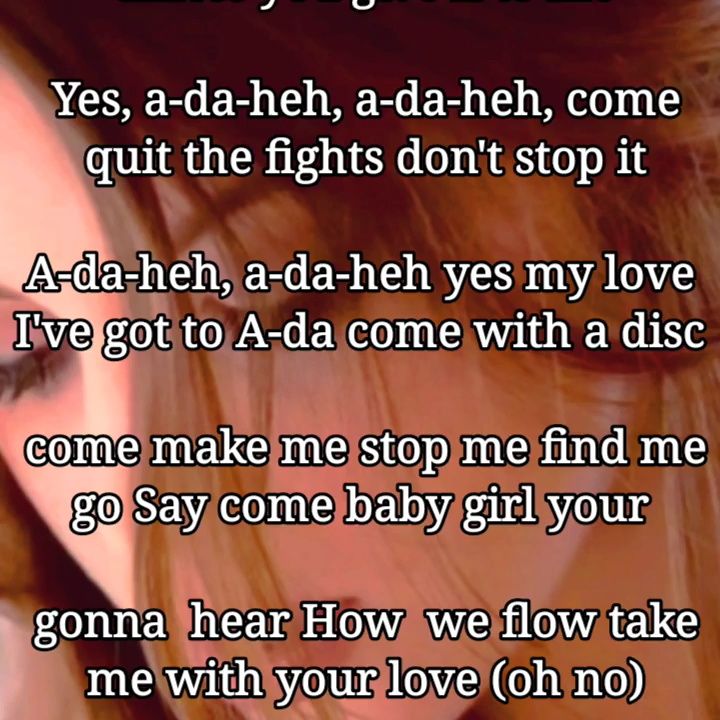 Yes, a-da-heh, a-da-heh, come
quit the fights don't stop it
A-da-heh, a-da-heh yes my love
I've got to A-da come with a disc
come make me stop me find me
go Say come baby girl your
gonna hear How we flow take
me with your love (oh no)